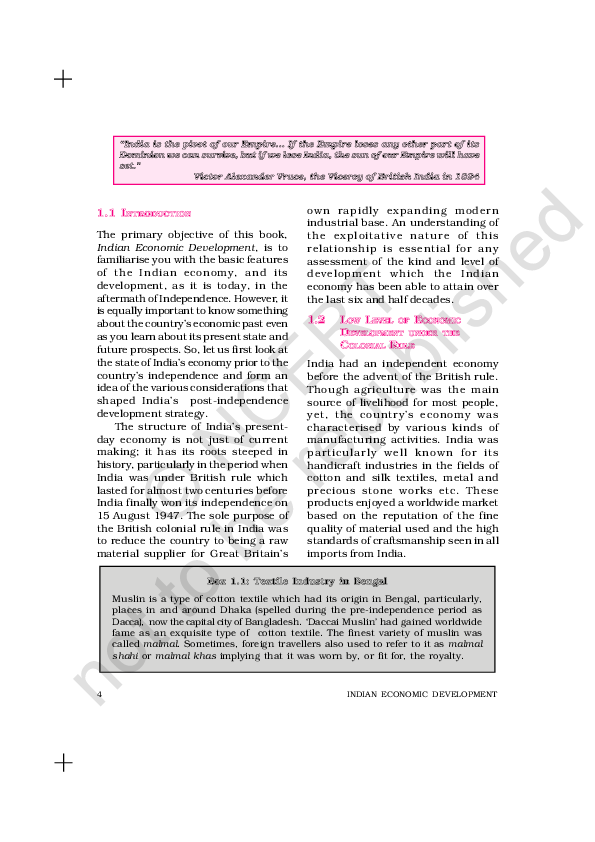 “India is the pivot of our Empire... If the Empire loses any other part of its
Dominion we can survive, but if we lose India, the sun of our Empire will have
set.”
Victor Alexander Bruce, the Viceroy of British India in 1894
1.1 INTRODUCTION
The primary objective of this book,
Indian Economic Development, is to
familiarise you with the basic features
of the Indian economy, and its
development, as it is today, in the
aftermath of Independence. However, it
is equally important to know something
about the country’s economic past even
as you learn about its present state and
future prospects. So, let us first look at
the state of India’s economy prior to the
country’s independence and form an
idea of the various considerations that
shaped India’s post-independence
development strategy.
The structure of India’s present-
day economy is not just of current
making; it has its roots steeped in
history, particularly in the period when
India was under British rule which
lasted for almost two centuries before
India finally won its independence on
15 August 1947. The sole purpose of
the British colonial rule in India was
to reduce the country to being a raw
material supplier for Great Britain’s
own rapidly expanding modern
industrial base. An understanding of
the exploitative nature of this
relationship is essential for any
assessment of the kind and level of
development which the Indian
economy has been able to attain over
the last six and half decades.
1.2 LOW LEVEL OF ECONOMIC
DEVELOPMENT UNDER THE
COLONIAL RULE
India had an independent economy
before the advent of the British rule.
Though agriculture was the main
source of livelihood for most people,
yet, the country’s economy was
characterised by various kinds of
manufacturing activities. India was
particularly well known for its
handicraft industries in the fields of
cotton and silk textiles, metal and
precious stone works etc. These
products enjoyed a worldwide market
based on the reputation of the fine
quality of material used and the high
standards of craftsmanship seen in all
imports from India.
Box 1.1: Textile Industry in Bengal
Muslin is a type of cotton textile which had its origin in Bengal, particularly,
places in and around Dhaka (spelled during the pre-independence period as
Dacca), now the capital city of Bangladesh. ‘Daccai Muslin’ had gained worldwide
fame as an exquisite type of cotton textile. The finest variety of muslin was
called malmal. Sometimes, foreign travellers also used to refer to it as malmal
shahi or malmal khas implying that it was worn by, or fit for, the royalty.
4
INDIAN ECONOMIC DEVELOPMENT
© NCERT
not to be republished